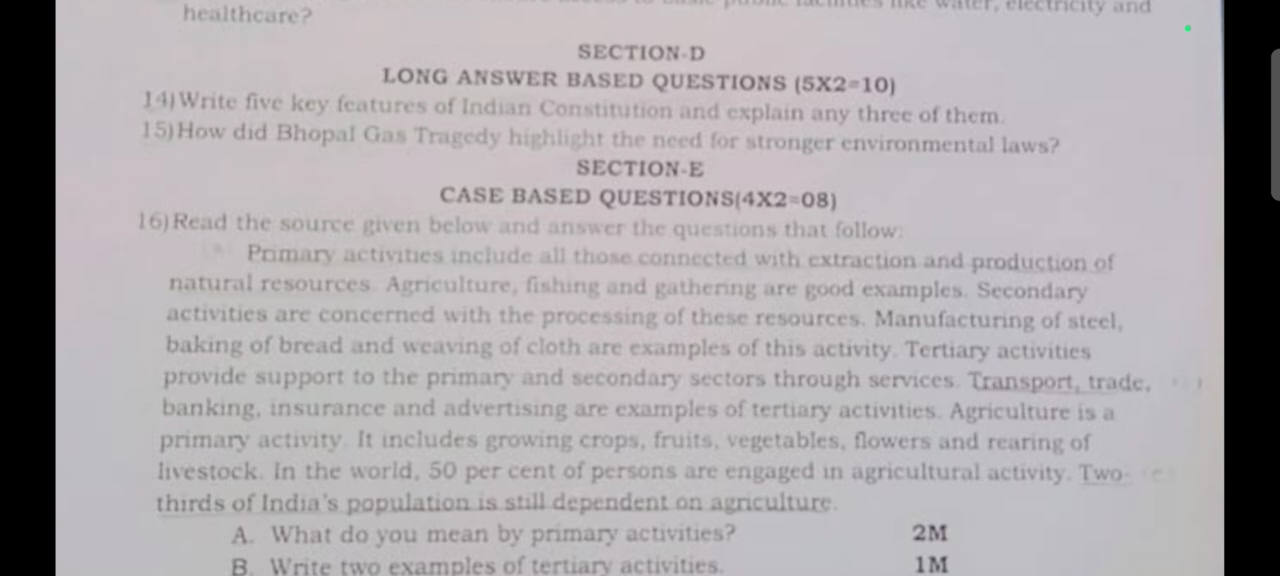 basic public facilities like water, electricity and
healthcare?
SECTION-D
LONG ANSWER BASED QUESTIONS (5X2=10)
14)Write five key features of Indian Constitution and explain any three of them.
15)How did Bhopal Gas Tragedy highlight the need for stronger environmental laws?
SECTION-E
CASE BASED QUESTIONS(4X2=08)
16)Read the source given below and answer the questions that follow:
Primary activities include all those connected with extraction and production of
natural resources. Agriculture, fishing and gathering are good examples. Secondary
activities are concerned with the processing of these resources. Manufacturing of steel,
baking of bread and weaving of cloth are examples of this activity. Tertiary activities
provide support to the primary and secondary sectors through services. Transport, trade,
banking, insurance and advertising are examples of tertiary activities. Agriculture is a
primary activity. It includes growing crops, fruits, vegetables, flowers and rearing of
livestock. In the world, 50 per cent of persons are engaged in agricultural activity. Two-
thirds of India's population is still dependent on agriculture.
A. What do you mean by primary activities? 2M
B. Write two examples of tertiary activities. 1M